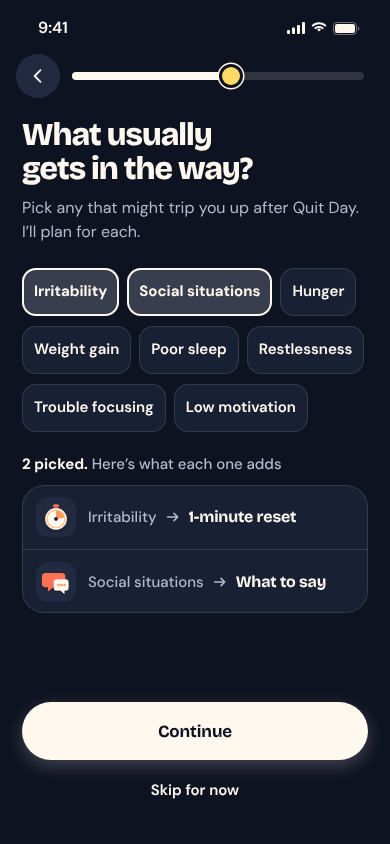 9:41
What usually
gets in the way?
Pick any that might trip you up after Quit Day.
I’ll plan for each.
Irritability
Social situations
Hunger
Weight gain
Poor sleep
Restlessness
Trouble focusing
Low motivation
2 picked. Here’s what each one adds
Irritability → 1-minute reset
Social situations → What to say
Continue
Skip for now